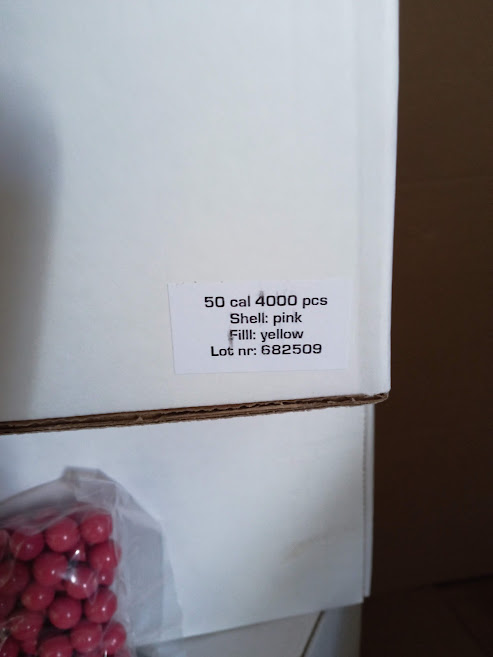 50 cal 4000 pcs
Shell: pink
Filll: yellow
Lot nr: 682509